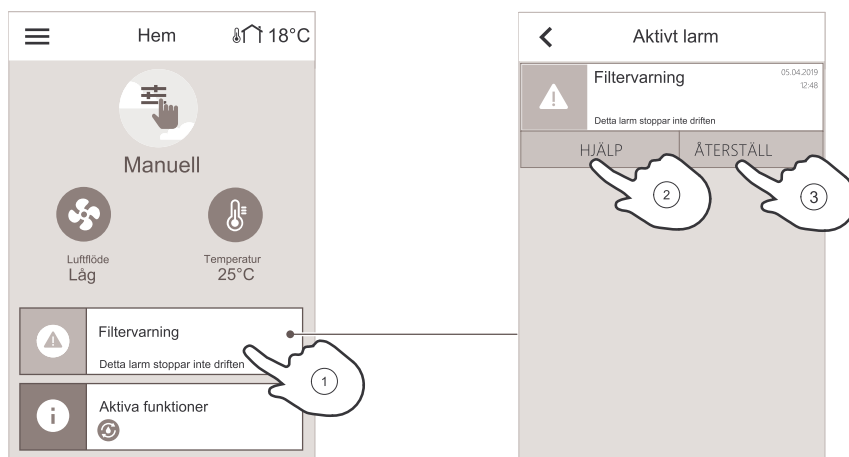 Hem
18°C
Manuell
Luftflöde
Låg
Temperatur
25°C
Filtervarning
Detta larm stoppar inte driften
1
Aktiva funktioner
i
Aktivt larm
Filtervarning
05.04.2019
12:48
Detta larm stoppar inte driften
HJÄLP
ÅTERSTÄLL
2
3